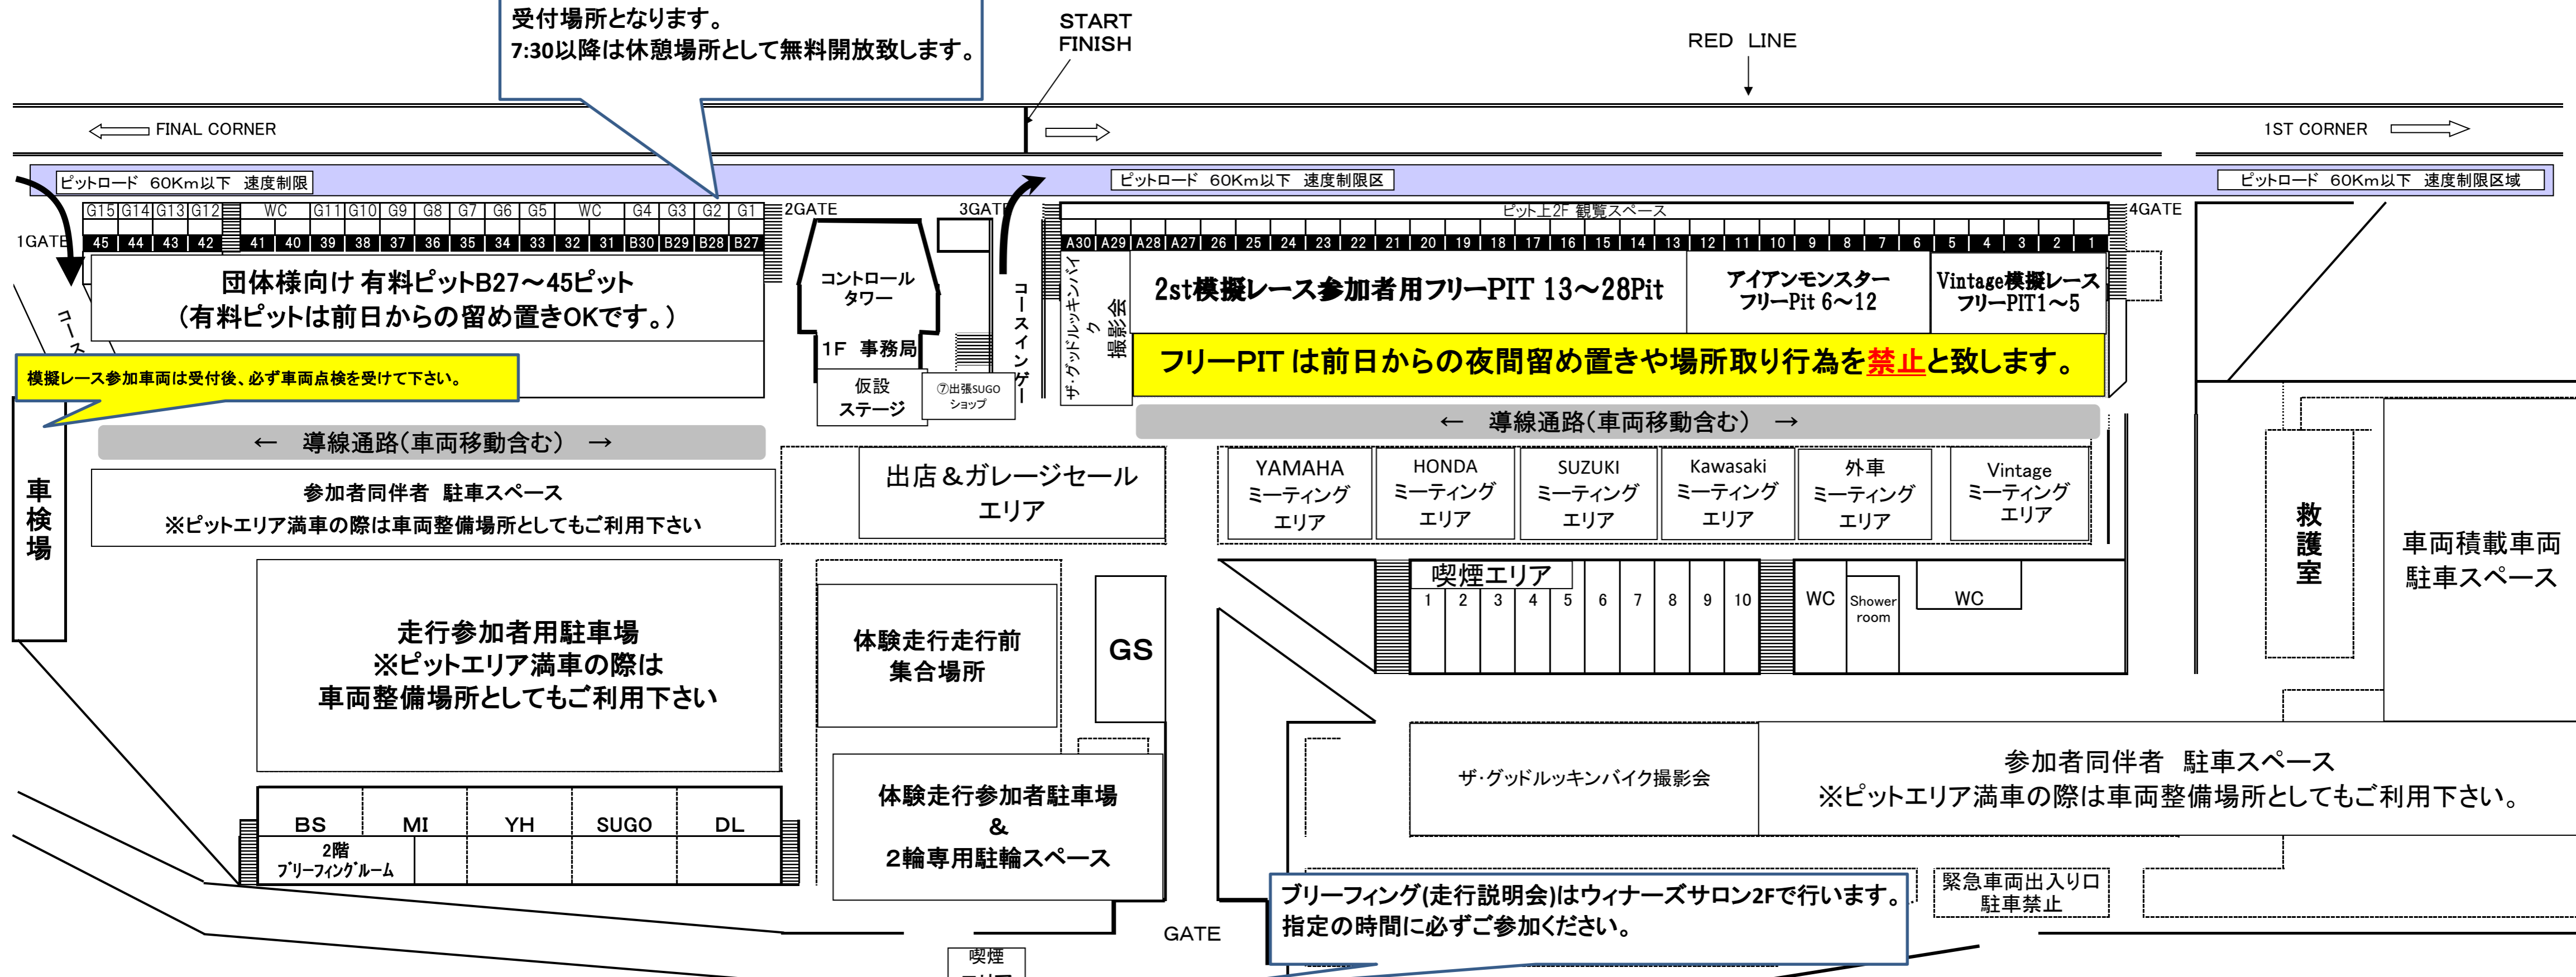 受付場所となります。
7:30以降は休憩場所として無料開放致します。
START
FINISH
RED LINE
FINAL CORNER
1ST CORNER
ピットロード 60Km以下 速度制限
ピットロード 60Km以下 速度制限区
ピットロード 60Km以下 速度制限区域
G15 G14 G13 G12 WC G11 G10 G9 G8 G7 G6 G5 WC G4 G3 G2 G1
2GATE
3GAT
ピット上2F 観覧スペース
4GATE
1GATE
45 44 43 42 41 40 39 38 37 36 35 34 33 32 31 B30 B29 B28 B27
A30 A29 A28 A27 26 25 24 23 22 21 20 19 18 17 16 15 14 13 12 11 10 9 8 7 6 5 4 3 2 1
団体様向け 有料ピットB27～45ピット
(有料ピットは前日からの留め置きOKです。)
コース
コントロール
タワー
1F 事務局
仮設
ステージ
⑦出張SUGO
ショップ
コースインゲー
ザ・グッドルッキンバイク
撮影会
2st模擬レース参加者用フリーPIT 13～28Pit
アイアンモンスター
フリーPit 6～12
Vintage模擬レース
フリーPIT1～5
フリーPIT は前日からの夜間留め置きや場所取り行為を禁止と致します。
模擬レース参加車両は受付後、必ず車両点検を受けて下さい。
← 導線通路(車両移動含む) →
← 導線通路(車両移動含む) →
車検場
参加者同伴者 駐車スペース
※ピットエリア満車の際は車両整備場所としてもご利用下さい
出店＆ガレージセール
エリア
YAMAHA
ミーティング
エリア
HONDA
ミーティング
エリア
SUZUKI
ミーティング
エリア
Kawasaki
ミーティング
エリア
外車
ミーティング
エリア
Vintage
ミーティング
エリア
救護室
車両積載車両
駐車スペース
走行参加者用駐車場
※ピットエリア満車の際は
車両整備場所としてもご利用下さい
体験走行走行前
集合場所
GS
喫煙エリア
1 2 3 4 5 6 7 8 9 10
WC
Shower
room
WC
ザ・グッドルッキンバイク撮影会
参加者同伴者 駐車スペース
※ピットエリア満車の際は車両整備場所としてもご利用下さい。
BS MI YH SUGO DL
2階
ブリーフィングルーム
体験走行参加者駐車場
&
2輪専用駐輪スペース
ブリーフィング(走行説明会)はウィナーズサロン2Fで行います。
指定の時間に必ずご参加ください。
緊急車両出入り口
駐車禁止
GATE
喫煙